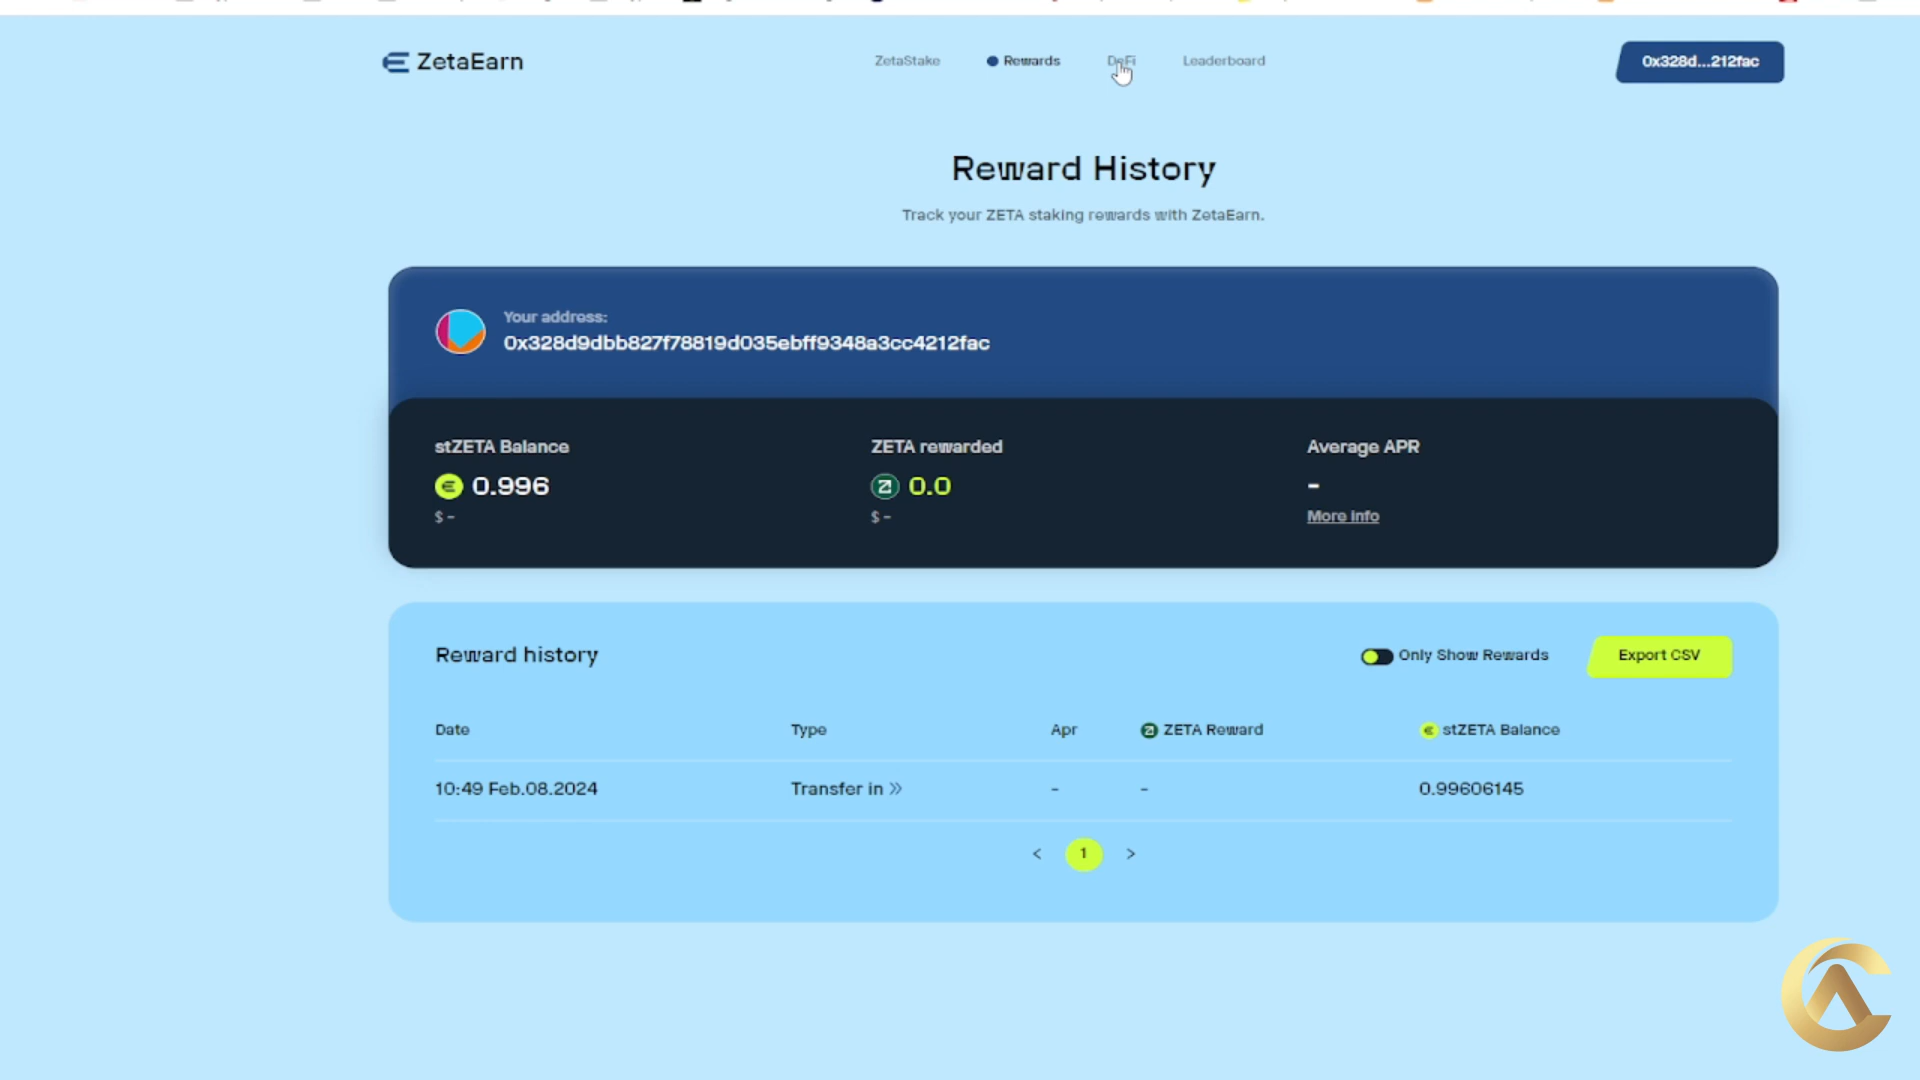 ZetaEarn
ZetaStake Rewards DeFi Leaderboard
0x328d...212fac
Reward History
Track your ZETA staking rewards with ZetaEarn.
Your address:
0x328d9dbb827f78819d035ebff9348a3cc4212fac
stZETA Balance ZETA rewarded Average APR
0.996 0.0 -
$ - $ - More info
Reward history Only Show Rewards Export CSV
Date Type Apr ZETA Reward stZETA Balance
10:49 Feb.08.2024 Transfer in >> - - 0.99606145
< 1 >